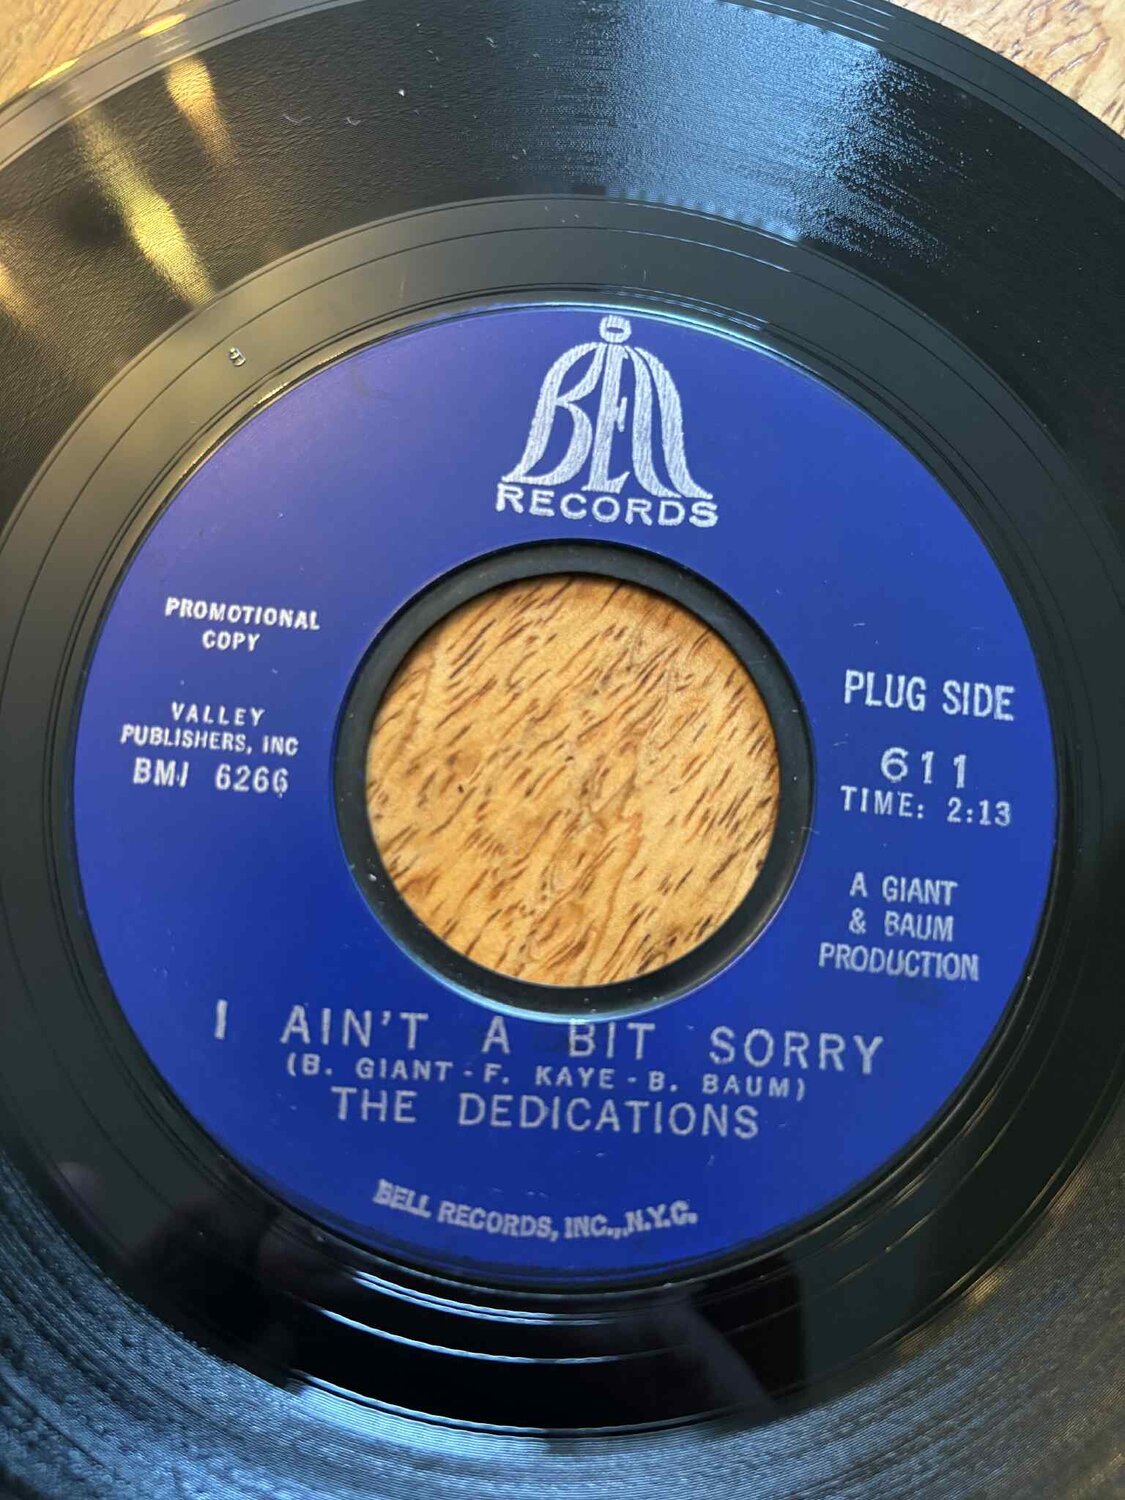 BELL
RECORDS
PROMOTIONAL
COPY
VALLEY
PUBLISHERS, INC
BMI 6266
PLUG SIDE
611
TIME: 2:13
A GIANT
& BAUM
PRODUCTION
I AIN'T A BIT SORRY
(B. GIANT - F. KAYE - B. BAUM)
THE DEDICATIONS
BELL RECORDS, INC., N.Y.C.